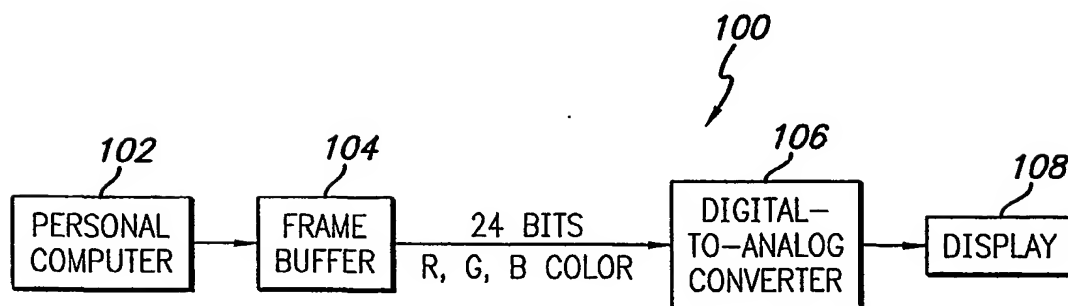 100
102
104
106
108
PERSONAL
COMPUTER
FRAME
BUFFER
24 BITS
R, G, B COLOR
DIGITAL-
TO-ANALOG
CONVERTER
DISPLAY